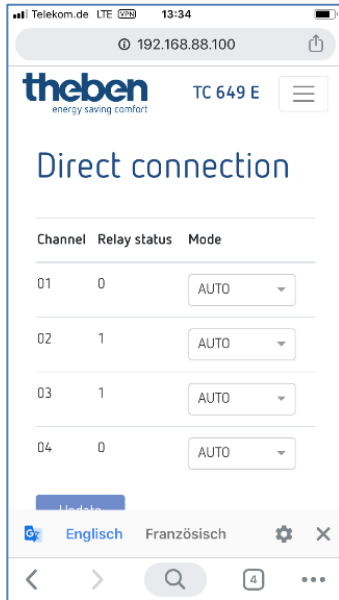 Telekom.de LTE VPN 13:34
192.168.88.100
theben
energy saving comfort
TC 649 E
Direct connection
Channel Relay status Mode
01 0 AUTO
02 1 AUTO
03 1 AUTO
04 0 AUTO
Update
G Englisch Französisch
4